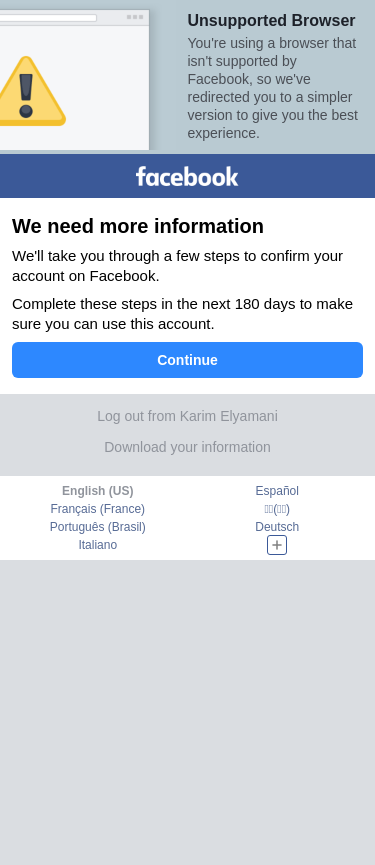 Unsupported Browser
You're using a browser that
isn't supported by
Facebook, so we've
redirected you to a simpler
version to give you the best
experience.
facebook
We need more information
We'll take you through a few steps to confirm your
account on Facebook.
Complete these steps in the next 180 days to make
sure you can use this account.
Continue
Log out from Karim Elyamani
Download your information
English (US)
Español
Français (France)
Português (Brasil)
Deutsch
Italiano